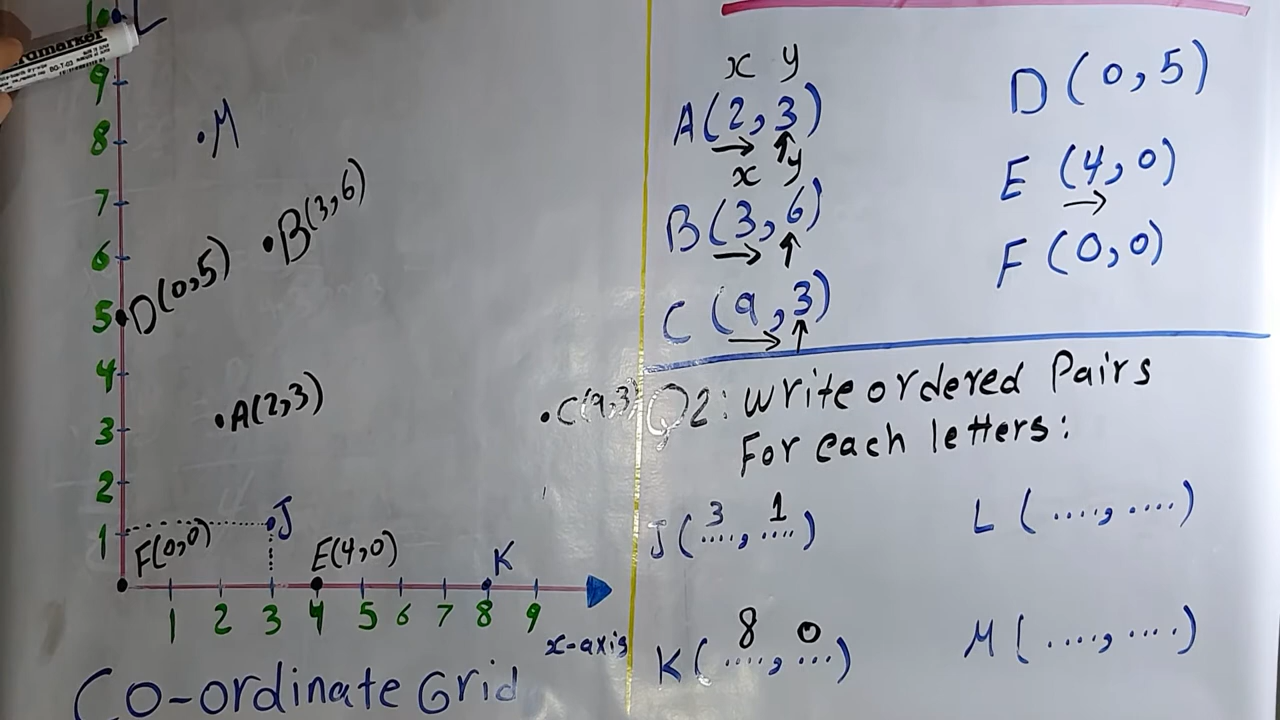 10 L
9
8 M
7
6 B(3,6)
5 D(0,5)
4
3 A(2,3) C(9,3)
2
1 J
F(0,0) E(4,0) K
1 2 3 4 5 6 7 8 9
x-axis
Co-ordinate Grid
x y
A(2,3)
x y
B(3,6)
C(9,3)
D(0,5)
E (4,0)
F (0,0)
Q2: Write ordered Pairs
For each letters:
J(3, 1)
K(8, 0)
L(...., ....)
M(...., ....)